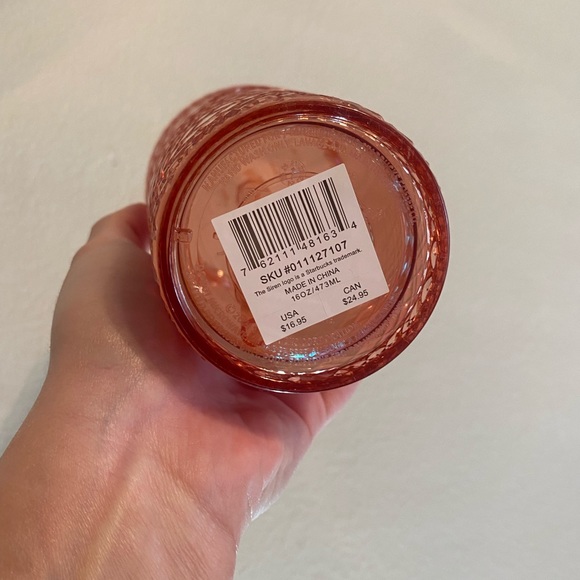 7 62111 48163 4
SKU #011127107
The Siren logo is a Starbucks trademark.
MADE IN CHINA
16OZ/473ML
USA CAN
$16.95 $24.95